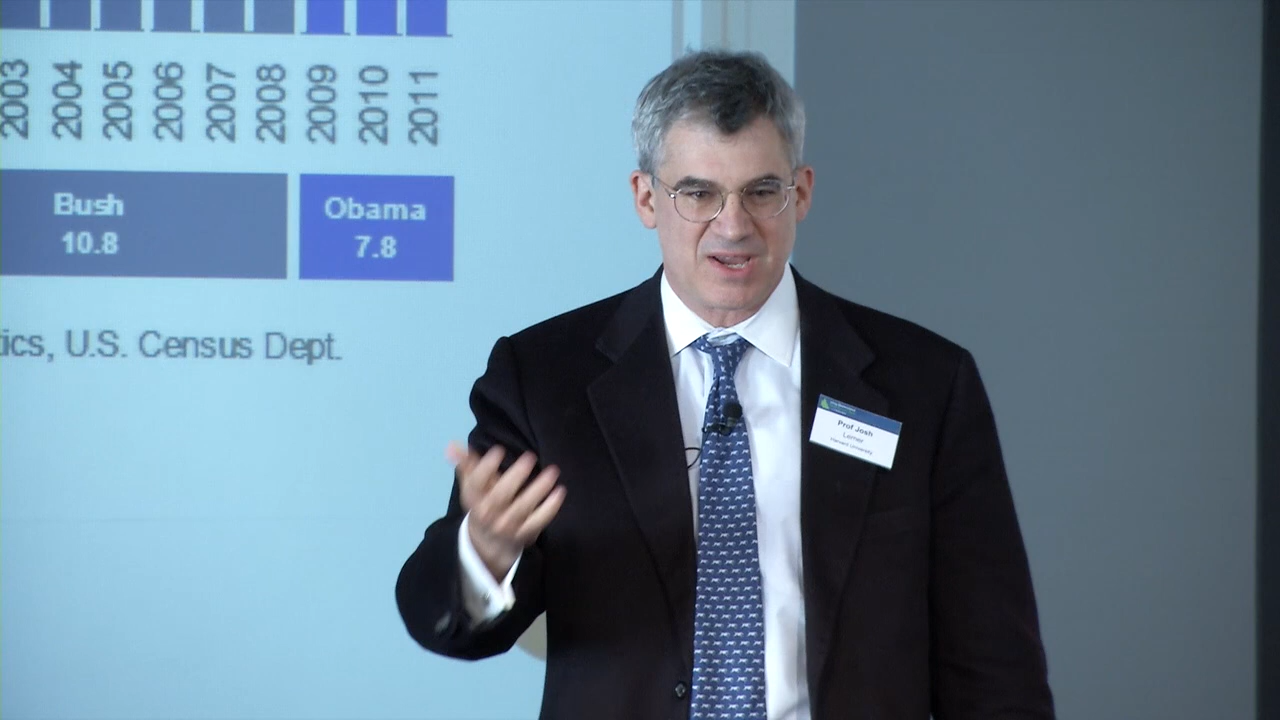 2003 2004 2005 2006 2007 2008 2009 2010 2011
Bush
10.8
Obama
7.8
tics, U.S. Census Dept.
Prof Josh
Lerner
Harvard University